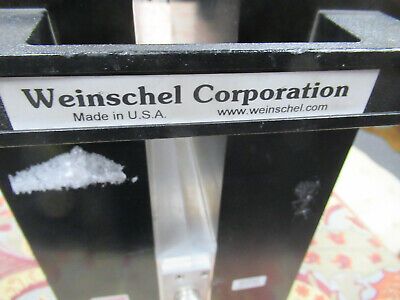 Weinschel Corporation
Made in U.S.A. www.weinschel.com